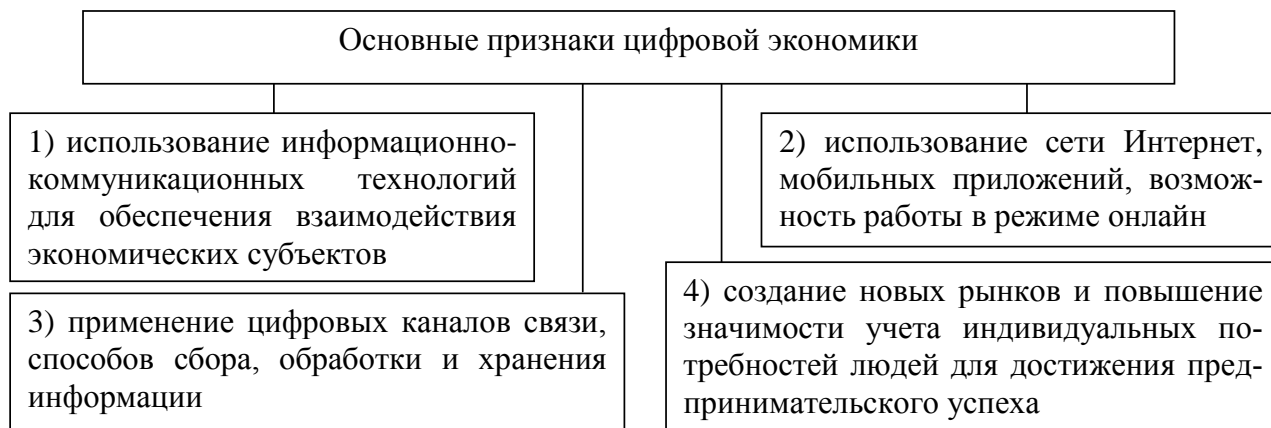 Основные признаки цифровой экономики
1) использование информационно-
коммуникационных технологий
для обеспечения взаимодействия
экономических субъектов
2) использование сети Интернет,
мобильных приложений, возмож-
ность работы в режиме онлайн
3) применение цифровых каналов связи,
способов сбора, обработки и хранения
информации
4) создание новых рынков и повышение
значимости учета индивидуальных по-
требностей людей для достижения пред-
принимательского успеха